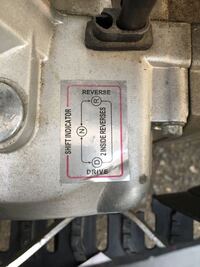 REVERSE
R
SHIFT INDICATOR
N
2 INSIDE REVERSES
D
DRIVE